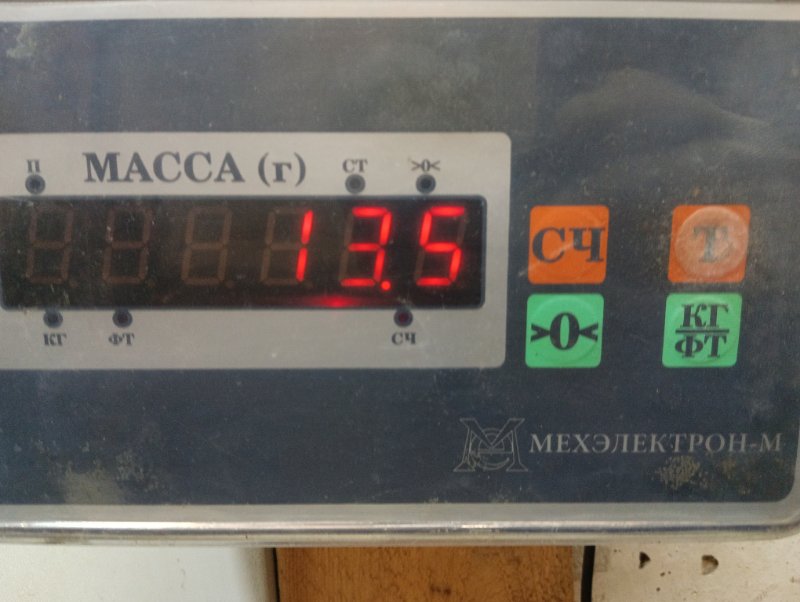 П МАССА (г) СТ >0<
13.5
КГ ФТ СЧ
СЧ Т
>0< КГ
ФТ
МЕХЭЛЕКТРОН-М